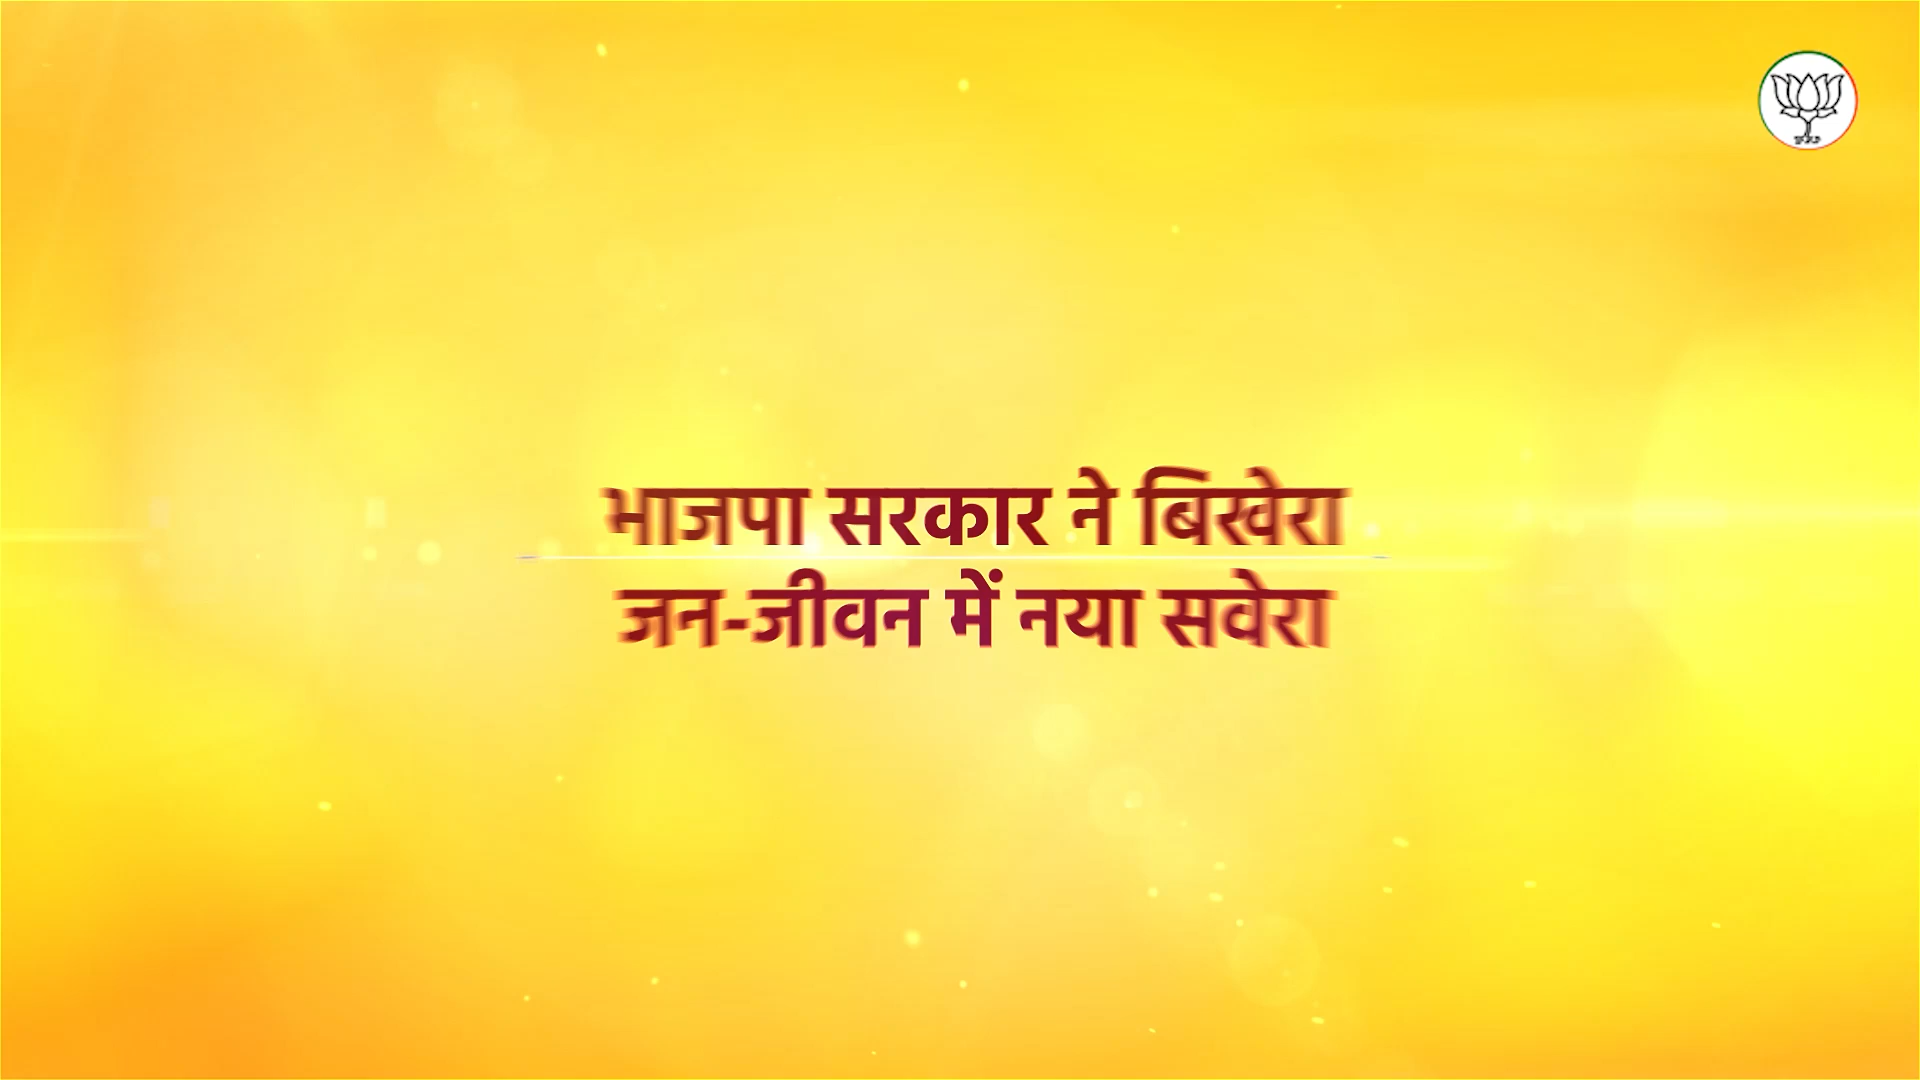 भाजपा सरकार ने बिखेरा
जन-जीवन में नया सवेरा